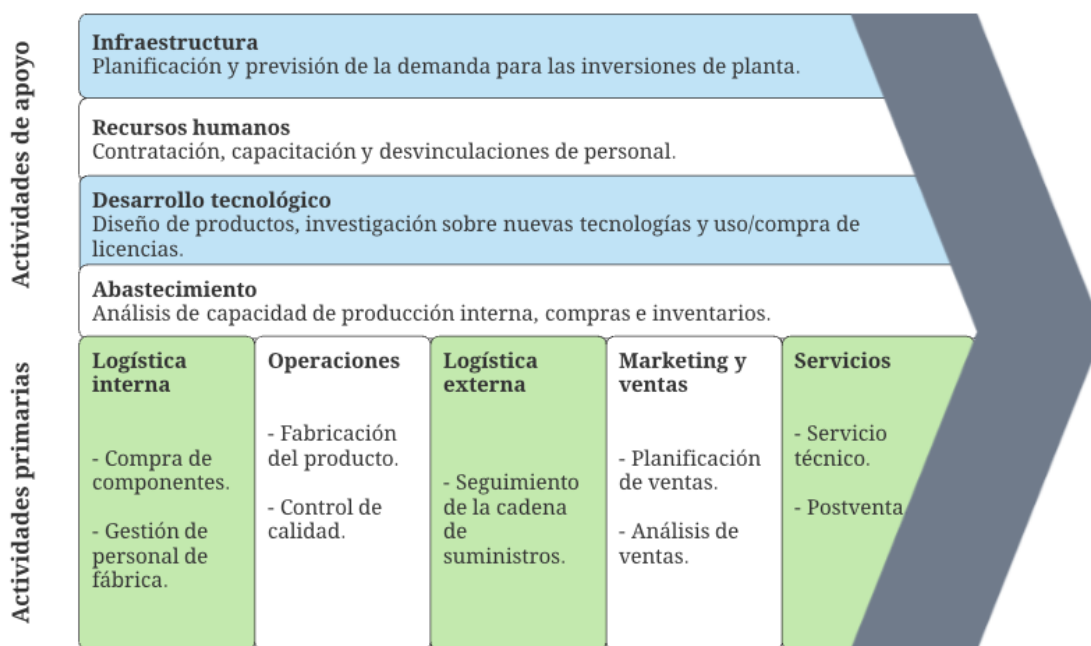 Actividades de apoyo
Infraestructura
Planificación y previsión de la demanda para las inversiones de planta.
Recursos humanos
Contratación, capacitación y desvinculaciones de personal.
Desarrollo tecnológico
Diseño de productos, investigación sobre nuevas tecnologías y uso/compra de
licencias.
Abastecimiento
Análisis de capacidad de producción interna, compras e inventarios.
Actividades primarias
Logística
interna
- Compra de
componentes.
- Gestión de
personal de
fábrica.
Operaciones
- Fabricación
del producto.
- Control de
calidad.
Logística
externa
- Seguimiento
de la cadena
de
suministros.
Marketing y
ventas
- Planificación
de ventas.
- Análisis de
ventas.
Servicios
- Servicio
técnico.
- Postventa